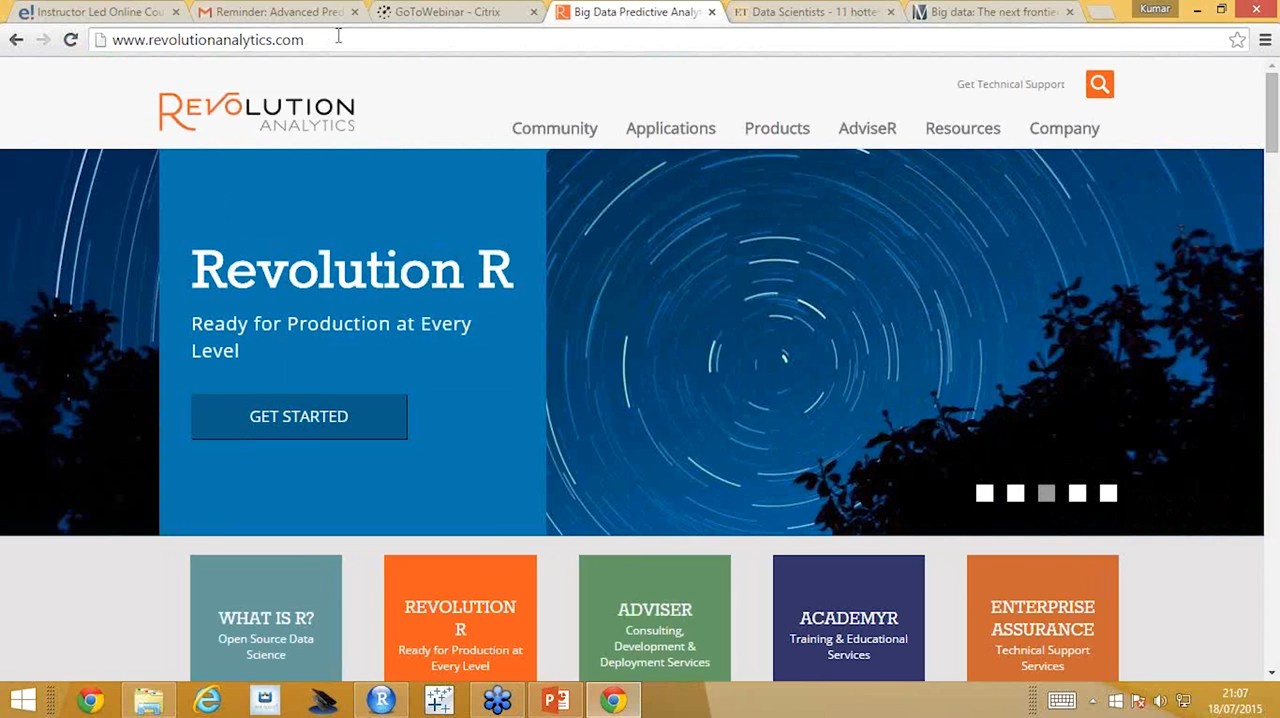 e! Instructor Led Online Cou
Reminder: Advanced Pred
GoToWebinar - Citrix
Big Data Predictive Analyt
ET Data Scientists - 11 hotte
Big data: The next frontie
Kumar
www.revolutionanalytics.com
REVOLUTION
ANALYTICS
Get Technical Support
Community
Applications
Products
AdviseR
Resources
Company
Revolution R
Ready for Production at Every
Level
GET STARTED
WHAT IS R?
Open Source Data
Science
REVOLUTION
R
Ready for Production at
Every Level
ADVISER
Consulting,
Development &
Deployment Services
ACADEMYR
Training & Educational
Services
ENTERPRISE
ASSURANCE
Technical Support
Services
21:07
18/07/2015